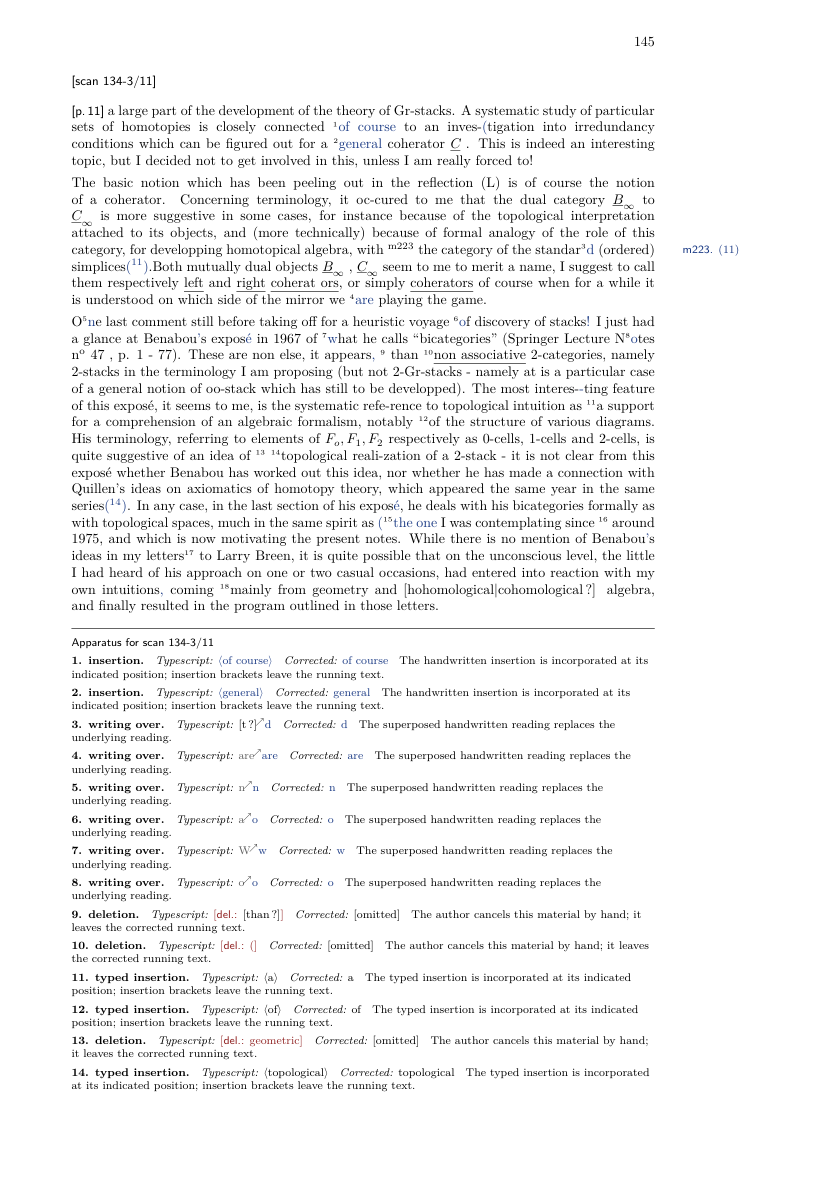 145
[scan 134-3/11]
[p. 11] a large part of the development of the theory of Gr-stacks. A systematic study of particular
sets of homotopies is closely connected ¹of course to an inves-(tigation into irredundancy
conditions which can be figured out for a ²general coherator C . This is indeed an interesting
topic, but I decided not to get involved in this, unless I am really forced to!
The basic notion which has been peeling out in the reflection (L) is of course the notion
of a coherator. Concerning terminology, it oc-cured to me that the dual category B∞ to
C∞ is more suggestive in some cases, for instance because of the topological interpretation
attached to its objects, and (more technically) because of formal analogy of the role of this
category, for developping homotopical algebra, with m223 the category of the standar³d (ordered)
m223. (11)
simplices(11).Both mutually dual objects B∞ , C∞ seem to me to merit a name, I suggest to call
them respectively left and right coherat ors, or simply coherators of course when for a while it
is understood on which side of the mirror we ⁴are playing the game.
O⁵ne last comment still before taking off for a heuristic voyage ⁶of discovery of stacks! I just had
a glance at Benabou's exposé in 1967 of ⁷what he calls “bicategories” (Springer Lecture N⁸otes
nº 47 , p. 1 - 77). These are non else, it appears, ⁹ than ¹⁰non associative 2-categories, namely
2-stacks in the terminology I am proposing (but not 2-Gr-stacks - namely at is a particular case
of a general notion of oo-stack which has still to be developped). The most interes--ting feature
of this exposé, it seems to me, is the systematic refe-rence to topological intuition as ¹¹a support
for a comprehension of an algebraic formalism, notably ¹²of the structure of various diagrams.
His terminology, referring to elements of Fo, F1, F2 respectively as 0-cells, 1-cells and 2-cells, is
quite suggestive of an idea of ¹³ ¹⁴topological reali-zation of a 2-stack - it is not clear from this
exposé whether Benabou has worked out this idea, nor whether he has made a connection with
Quillen's ideas on axiomatics of homotopy theory, which appeared the same year in the same
series(14). In any case, in the last section of his exposé, he deals with his bicategories formally as
with topological spaces, much in the same spirit as (¹⁵the one I was contemplating since ¹⁶ around
1975, and which is now motivating the present notes. While there is no mention of Benabou's
ideas in my letters¹⁷ to Larry Breen, it is quite possible that on the unconscious level, the little
I had heard of his approach on one or two casual occasions, had entered into reaction with my
own intuitions, coming ¹⁸mainly from geometry and [hohomological|cohomological ?] algebra,
and finally resulted in the program outlined in those letters.
Apparatus for scan 134-3/11
1. insertion. Typescript: ⟨of course⟩ Corrected: of course The handwritten insertion is incorporated at its
indicated position; insertion brackets leave the running text.
2. insertion. Typescript: ⟨general⟩ Corrected: general The handwritten insertion is incorporated at its
indicated position; insertion brackets leave the running text.
3. writing over. Typescript: [t ?]↗d Corrected: d The superposed handwritten reading replaces the
underlying reading.
4. writing over. Typescript: are↗are Corrected: are The superposed handwritten reading replaces the
underlying reading.
5. writing over. Typescript: n↗n Corrected: n The superposed handwritten reading replaces the
underlying reading.
6. writing over. Typescript: a↗o Corrected: o The superposed handwritten reading replaces the
underlying reading.
7. writing over. Typescript: W↗w Corrected: w The superposed handwritten reading replaces the
underlying reading.
8. writing over. Typescript: o↗o Corrected: o The superposed handwritten reading replaces the
underlying reading.
9. deletion. Typescript: [del.: [than ?]] Corrected: [omitted] The author cancels this material by hand; it
leaves the corrected running text.
10. deletion. Typescript: [del.: (] Corrected: [omitted] The author cancels this material by hand; it leaves
the corrected running text.
11. typed insertion. Typescript: ⟨a⟩ Corrected: a The typed insertion is incorporated at its indicated
position; insertion brackets leave the running text.
12. typed insertion. Typescript: ⟨of⟩ Corrected: of The typed insertion is incorporated at its indicated
position; insertion brackets leave the running text.
13. deletion. Typescript: [del.: geometric] Corrected: [omitted] The author cancels this material by hand;
it leaves the corrected running text.
14. typed insertion. Typescript: ⟨topological⟩ Corrected: topological The typed insertion is incorporated
at its indicated position; insertion brackets leave the running text.